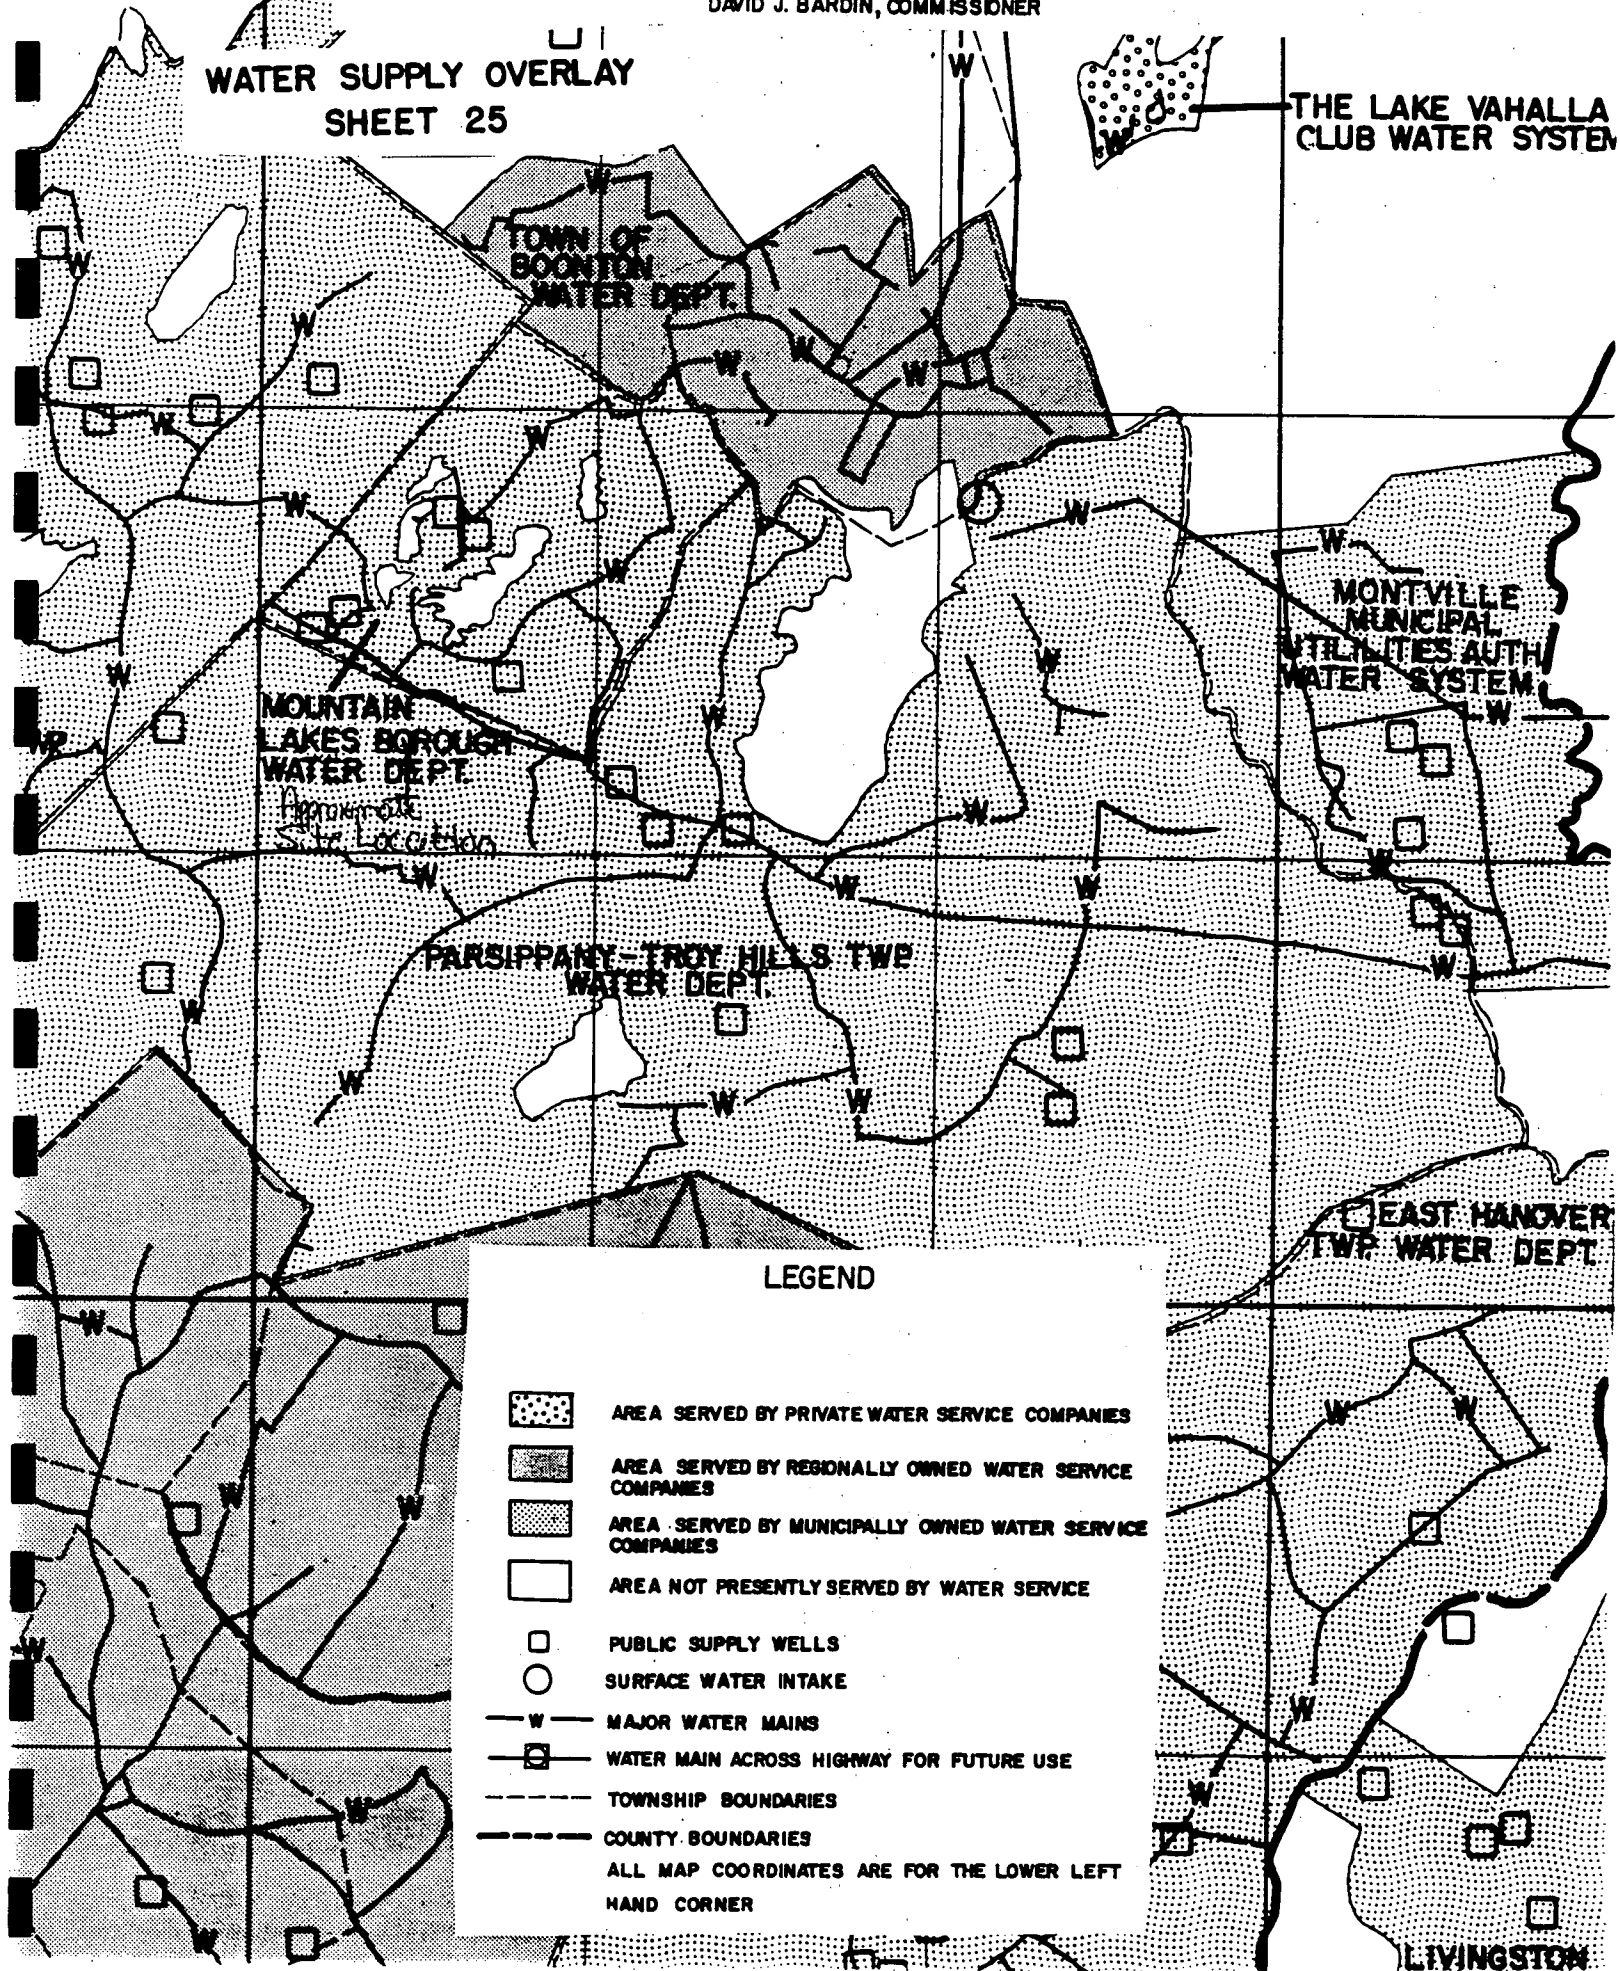 DAVID J. BARDIN, COMMISSIONER
WATER SUPPLY OVERLAY
SHEET 25
W
THE LAKE VAHALLA
CLUB WATER SYSTEM
W
W
TOWN OF
BOONTON
WATER DEPT.
W
W
W
W
W
W
W
W
W
W
W
MONTVILLE
MUNICIPAL
UTILILITIES AUTH
WATER SYSTEM
W
W
W
MOUNTAIN
LAKES BOROUGH
WATER DEPT.
W
W
Approximate
Site Location
W
W
W
W
W
PARSIPPANY-TROY HILLS TWP.
WATER DEPT.
W
W
W
W
W
EAST HANOVER
TWP. WATER DEPT.
LEGEND
W
AREA SERVED BY PRIVATE WATER SERVICE COMPANIES
W
W
AREA SERVED BY REGIONALLY OWNED WATER SERVICE
COMPANIES
W
W
AREA SERVED BY MUNICIPALLY OWNED WATER SERVICE
COMPANIES
AREA NOT PRESENTLY SERVED BY WATER SERVICE
PUBLIC SUPPLY WELLS
W
SURFACE WATER INTAKE
W
W MAJOR WATER MAINS
WATER MAIN ACROSS HIGHWAY FOR FUTURE USE
W
TOWNSHIP BOUNDARIES
W
COUNTY BOUNDARIES
ALL MAP COORDINATES ARE FOR THE LOWER LEFT
HAND CORNER
W
LIVINGSTON